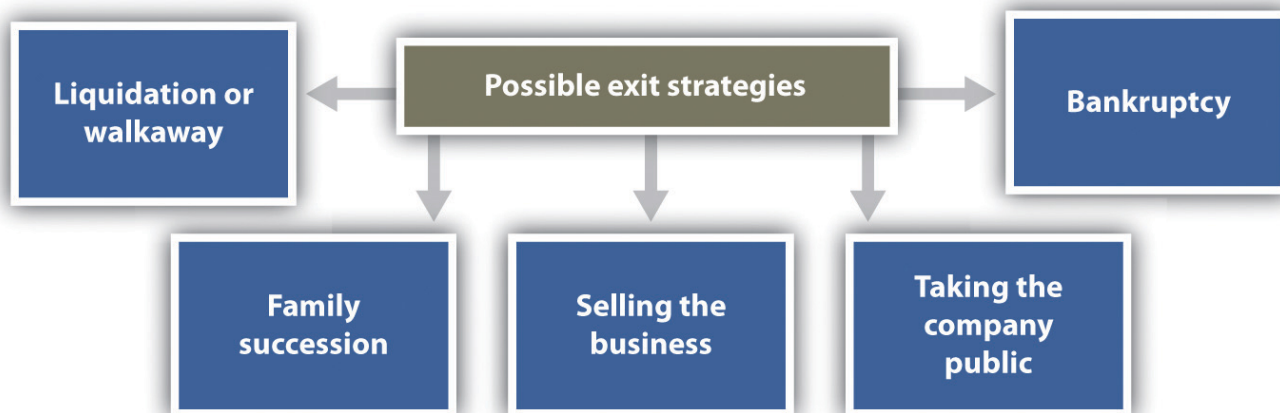 Possible exit strategies
Liquidation or
walkaway
Bankruptcy
Family
succession
Selling the
business
Taking the
company
public